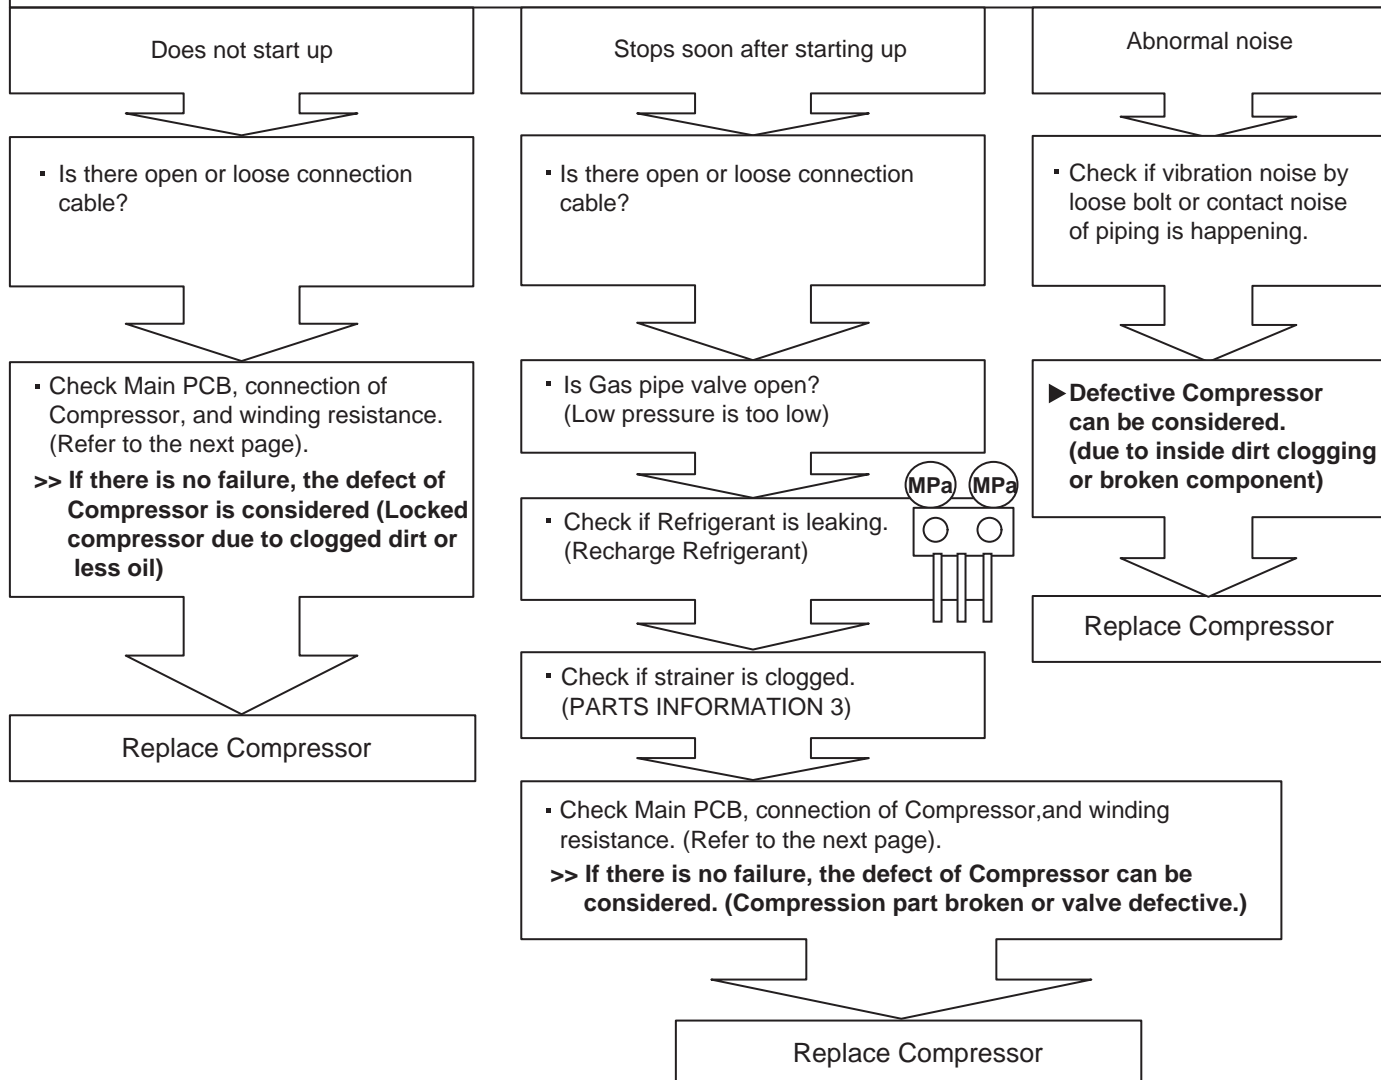 Does not start up
▪ Is there open or loose connection
cable?
▪ Check Main PCB, connection of
Compressor, and winding resistance.
(Refer to the next page).
>> If there is no failure, the defect of
Compressor is considered (Locked
compressor due to clogged dirt or
less oil)
Replace Compressor
Stops soon after starting up
▪ Is there open or loose connection
cable?
▪ Is Gas pipe valve open?
(Low pressure is too low)
▪ Check if Refrigerant is leaking.
(Recharge Refrigerant)
MPa MPa
▪ Check if strainer is clogged.
(PARTS INFORMATION 3)
▪ Check Main PCB, connection of Compressor,and winding
resistance. (Refer to the next page).
>> If there is no failure, the defect of Compressor can be
considered. (Compression part broken or valve defective.)
Replace Compressor
Abnormal noise
▪ Check if vibration noise by
loose bolt or contact noise
of piping is happening.
▶Defective Compressor
can be considered.
(due to inside dirt clogging
or broken component)
Replace Compressor